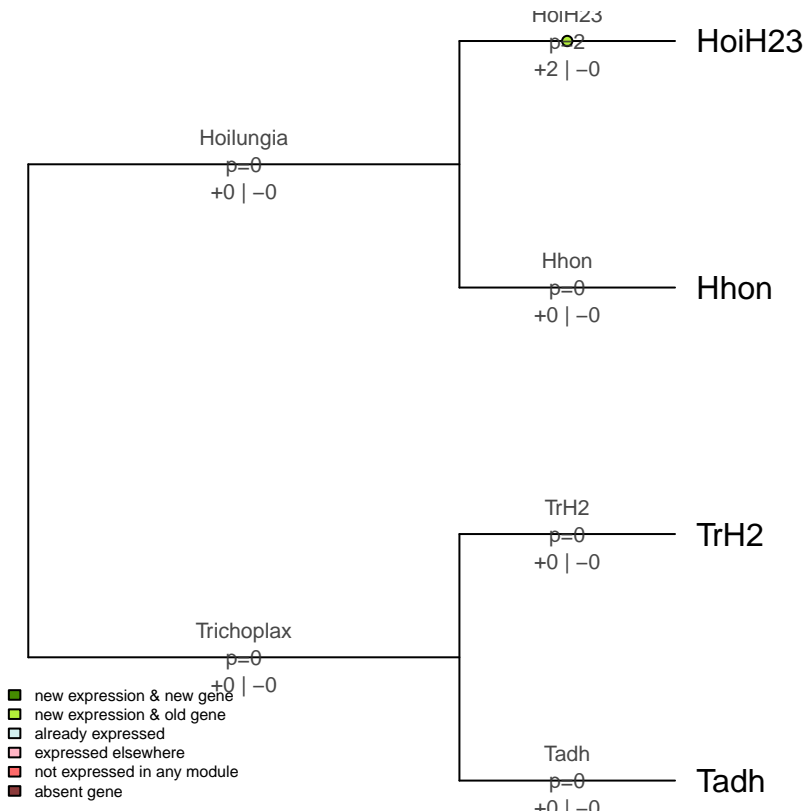 HoiH23
p=2
+2 | −0
HoiH23
Hoilungia
p=0
+0 | −0
Hhon
p=0
+0 | −0
Hhon
TrH2
p=0
+0 | −0
TrH2
Trichoplax
p=0
+0 | −0
new expression & new gene
new expression & old gene
already expressed
expressed elsewhere
not expressed in any module
absent gene
Tadh
p=0
+0 | −0
Tadh